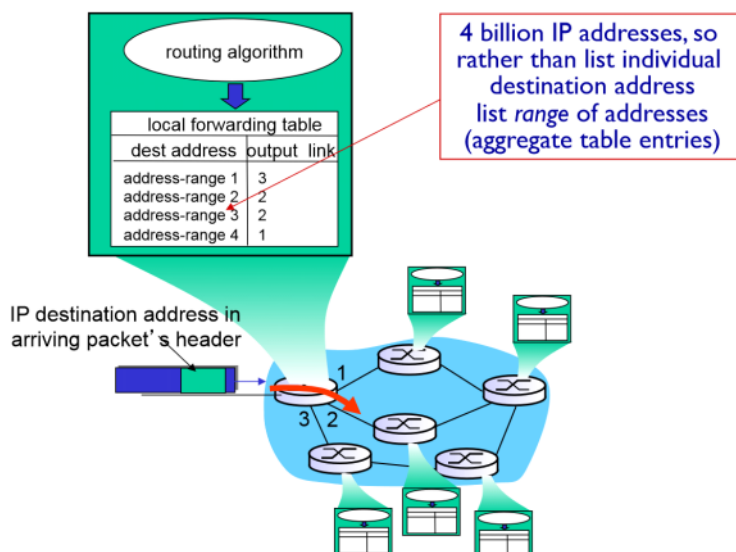 routing algorithm
local forwarding table
dest address output link
address-range 1 3
address-range 2 2
address-range 3 2
address-range 4 1
4 billion IP addresses, so
rather than list individual
destination address
list range of addresses
(aggregate table entries)
IP destination address in
arriving packet’s header
1
2
3